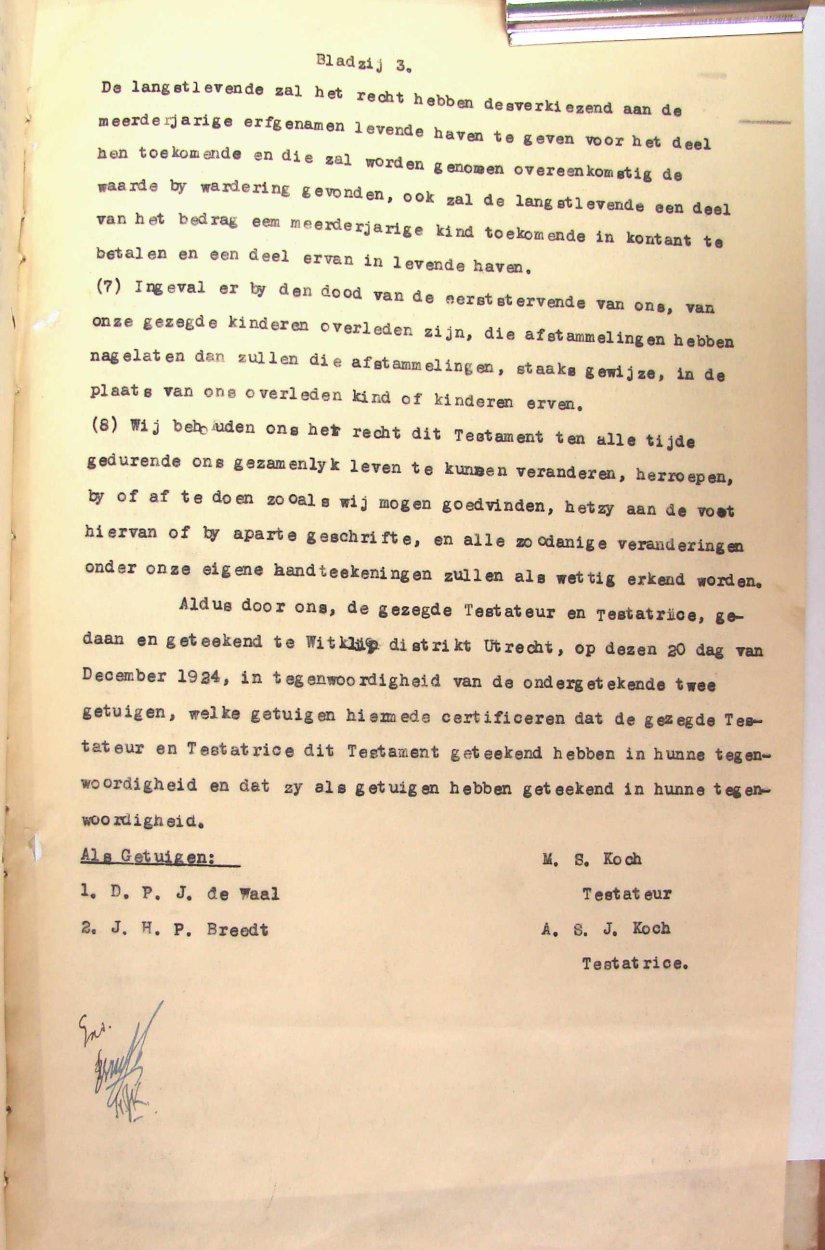 Bladzij 3.
De langstlevende zal het recht hebben desverkiezend aan de
meerderjarige erfgenamen levende haven te geven voor het deel
hen toekomende en die zal worden genomen overeenkomstig de
waarde by wardering gevonden, ook zal de langstlevende een deel
van het bedrag eem meerderjarige kind toekomende in kontant te
betalen en een deel ervan in levende haven.
(7) Ingeval er by den dood van de eerststervende van ons, van
onze gezegde kinderen overleden zijn, die afstammelingen hebben
nagelaten dan zullen die afstammelingen, staaks gewijze, in de
plaats van ons overleden kind of kinderen erven.
(8) Wij behouden ons het recht dit Testament ten alle tijde
gedurende ons gezamenlyk leven te kunnen veranderen, herroepen,
by of af te doen zooals wij mogen goedvinden, hetzy aan de voet
hiervan of by aparte geschrifte, en alle zoodanige veranderingen
onder onze eigene handteekeningen zullen als wettig erkend worden.
Aldus door ons, de gezegde Testateur en Testatrice, ge-
daan en geteekend te Witklip distrikt Utrecht, op dezen 20 dag van
December 1924, in tegenwoordigheid van de ondergetekende twee
getuigen, welke getuigen hiermede certificeren dat de gezegde Tes-
tateur en Testatrice dit Testament geteekend hebben in hunne tegen-
woordigheid en dat zy als getuigen hebben geteekend in hunne tegen-
woordigheid.
Als Getuigen:
M. S. Koch
1. D. P. J. de Waal
Testateur
2. J. H. P. Breedt
A. S. J. Koch
Testatrice.